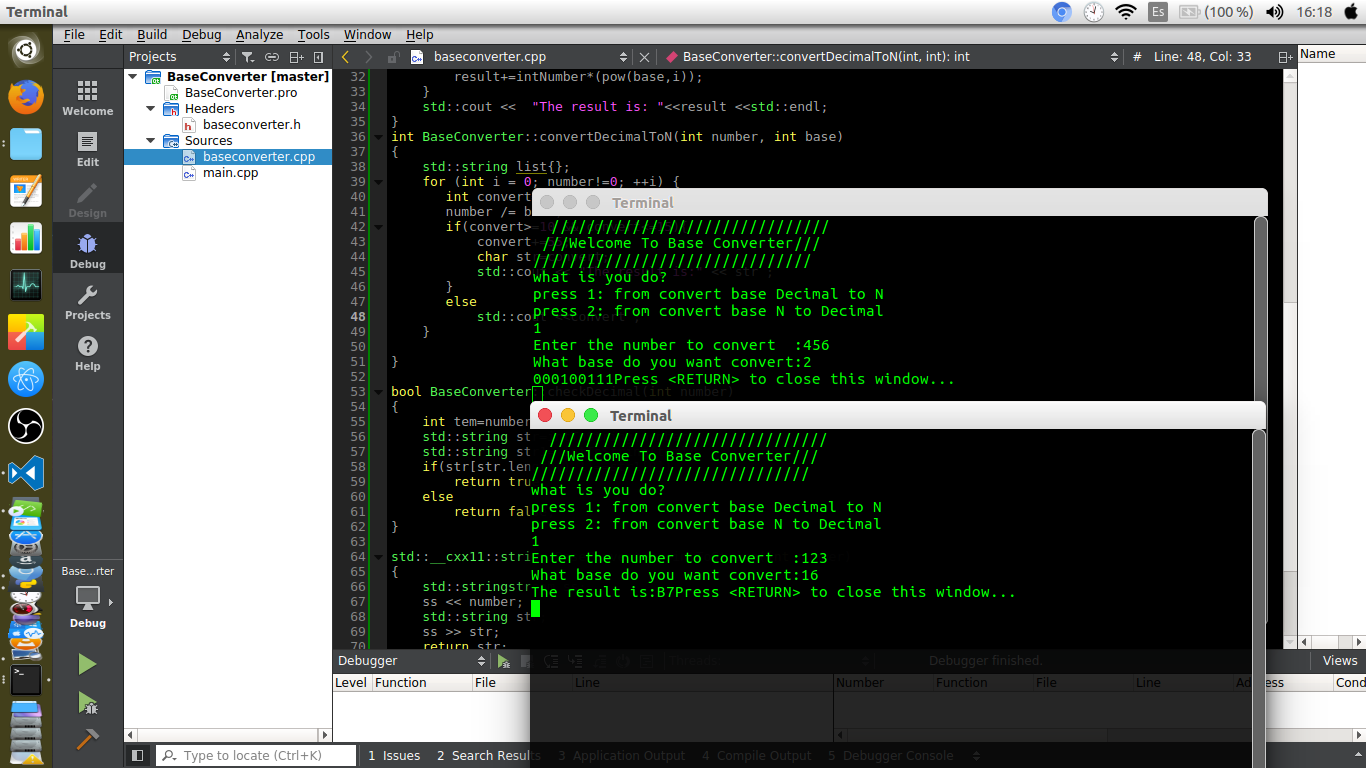 Terminal
Es
(100 %)
16:18
File Edit Build Debug Analyze Tools Window Help
Projects
baseconverter.cpp
BaseConverter::convertDecimalToN(int, int): int
# Line: 48, Col: 33
Name
Welcome
Edit
Design
Debug
Projects
Help
Base...rter
Debug
BaseConverter [master]
BaseConverter.pro
Headers
baseconverter.h
Sources
baseconverter.cpp
main.cpp
32 result+=intNumber*(pow(base,i));
33 }
34 std::cout << "The result is: "<<result <<std::endl;
35 }
36 int BaseConverter::convertDecimalToN(int number, int base)
37 {
38 std::string list{};
39 for (int i = 0; number!=0; ++i) {
40 int convert
41 number /= b
42 if(convert>=1
43 convert+=
44 char st
45 std::co
46 }
47 else
48 std::co
49 }
50
51 }
52
53 bool BaseConverter::checkDecimal(int number)
54 {
55 int tem=number
56 std::string st
57 std::string st
58 if(str[str.len
59 return tru
60 else
61 return fal
62 }
63
64 std::__cxx11::stri
65 {
66 std::stringstr
67 ss << number;
68 std::string st
69 ss >> str;
70 return str;
Terminal
///////////////////////////////
///Welcome To Base Converter///
///////////////////////////////
what is you do?
press 1: from convert base Decimal to N
press 2: from convert base N to Decimal
1
Enter the number to convert  :456
What base do you want convert:2
000100111Press <RETURN> to close this window...
Terminal
///////////////////////////////
///Welcome To Base Converter///
///////////////////////////////
what is you do?
press 1: from convert base Decimal to N
press 2: from convert base N to Decimal
1
Enter the number to convert  :123
What base do you want convert:16
The result is:B7Press <RETURN> to close this window...
Debugger
Debugger finished.
Views
Level Function File Line Number Function File Line Address Cond
Type to locate (Ctrl+K)
1 Issues 2 Search Results 3 Application Output 4 Compile Output 5 Debugger Console